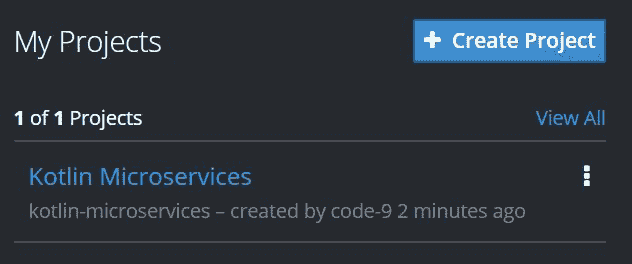 My Projects
+ Create Project
1 of 1 Projects
View All
Kotlin Microservices
kotlin-microservices – created by code-9 2 minutes ago